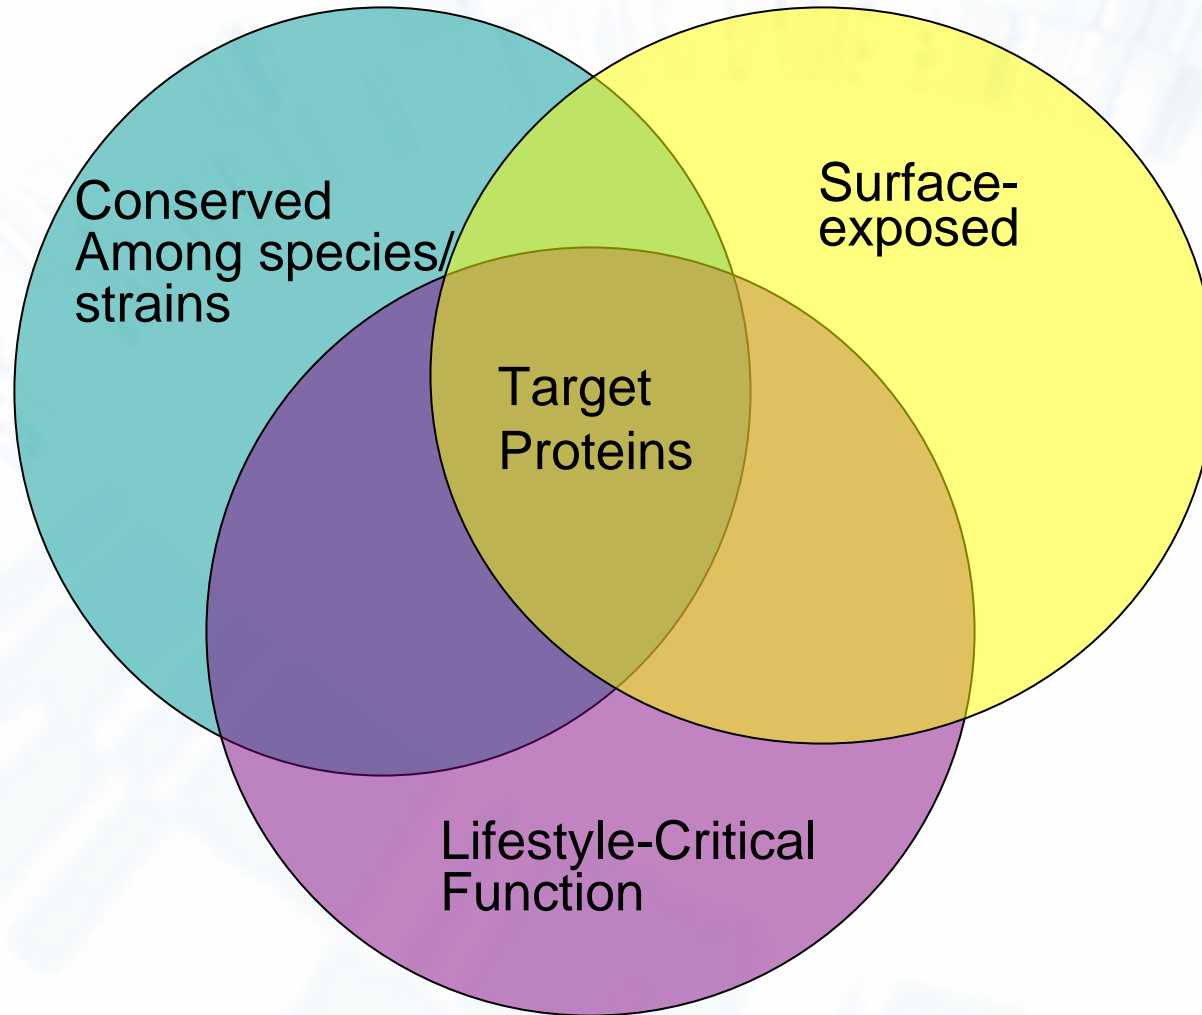 Conserved
Among species/
strains
Surface-
exposed
Target
Proteins
Lifestyle-Critical
Function